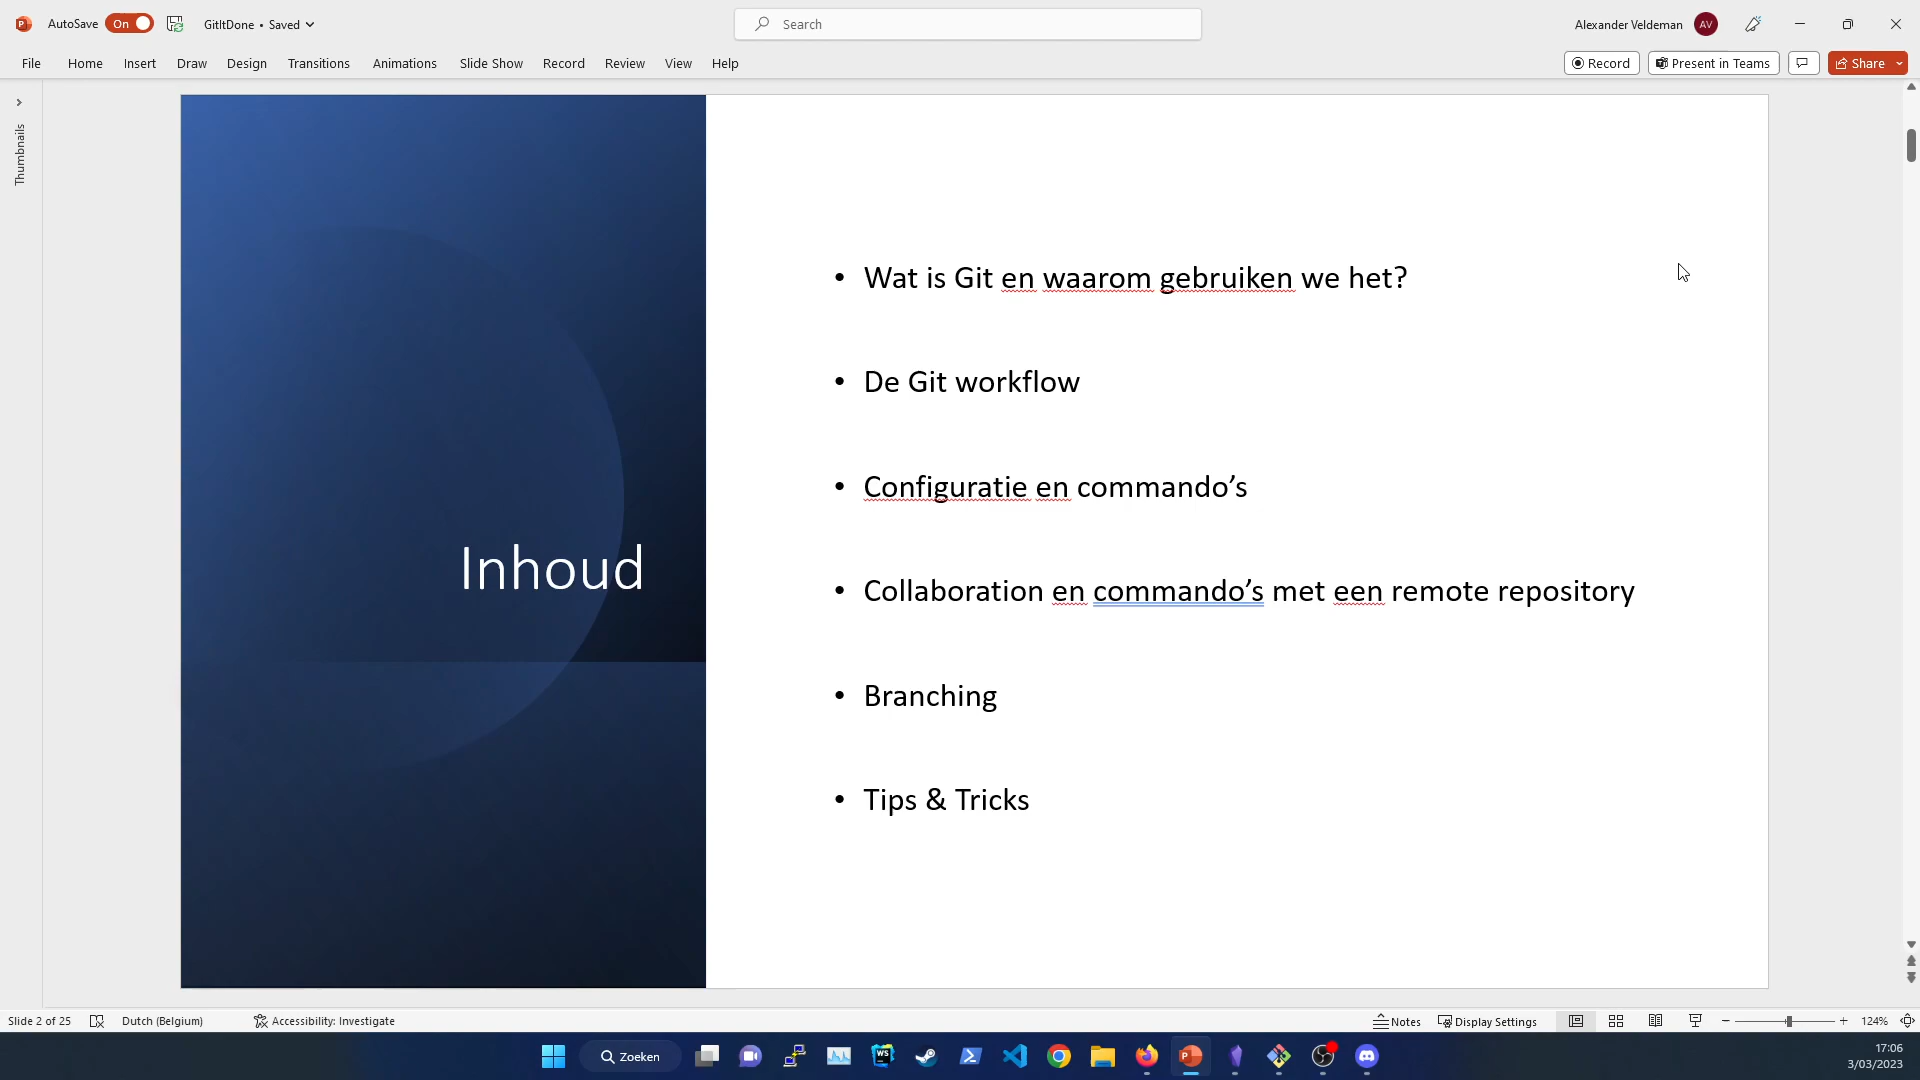 AutoSave On GitItDone • Saved Search Alexander Veldeman AV
File Home Insert Draw Design Transitions Animations Slide Show Record Review View Help Record Present in Teams Share
Thumbnails
Inhoud
• Wat is Git en waarom gebruiken we het?
• De Git workflow
• Configuratie en commando’s
• Collaboration en commando’s met een remote repository
• Branching
• Tips & Tricks
Slide 2 of 25 Dutch (Belgium) Accessibility: Investigate Notes Display Settings 124%
Zoeken
17:06
3/03/2023